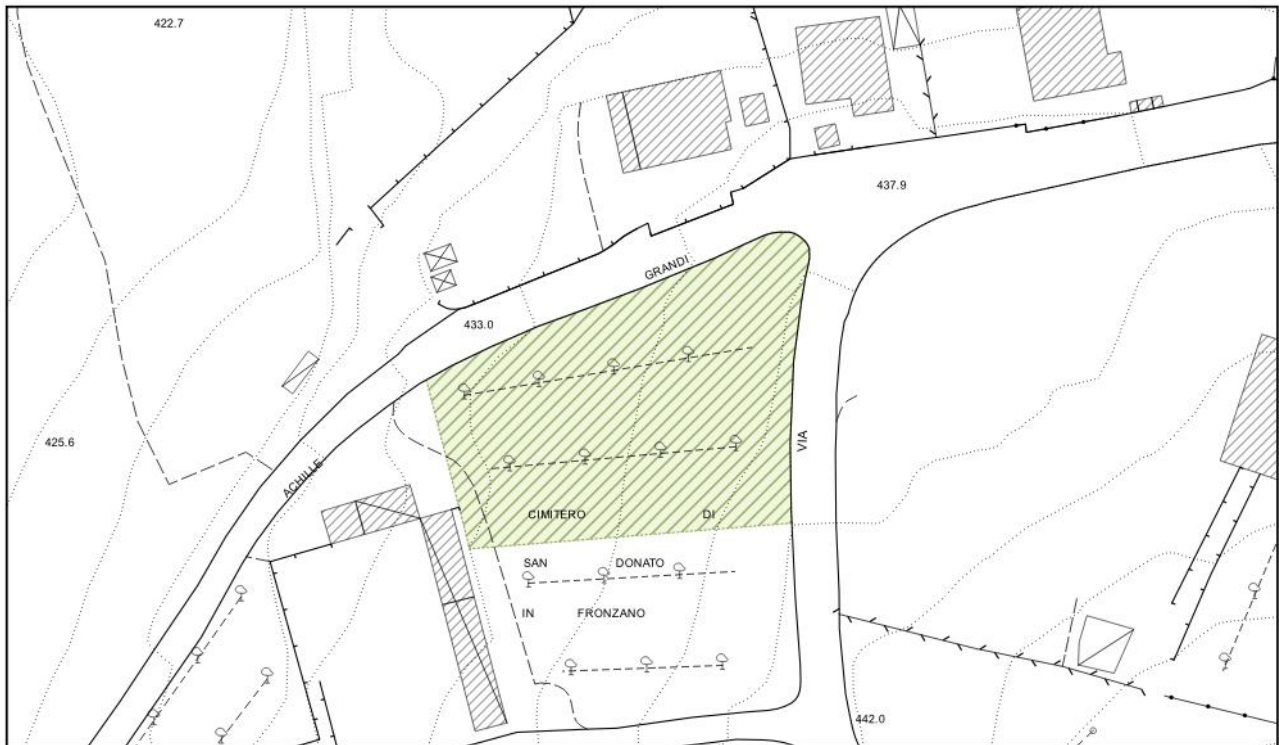 422.7
437.9
GRANDI
433.0
425.6
VIA
ACHILLE
CIMITERO DI
SAN DONATO
IN FRONZANO
442.0